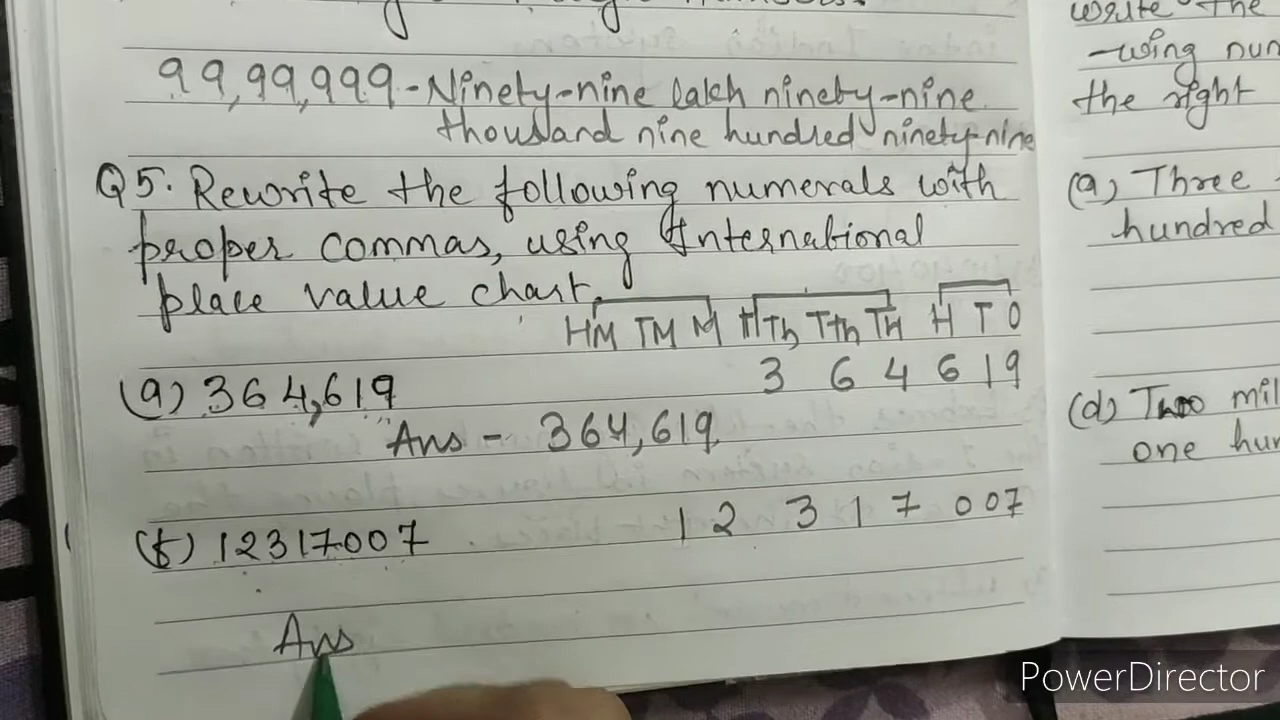 99,99,999-Ninety-nine lakh ninety-nine
thousand nine hundred ninety-nine
Q5. Rewrite the following numerals with
proper commas, using International
place value chart.
HM TM M HTh Tth TH H T O
(a) 364,619 3 6 4 6 1 9
Ans - 364,619
(f) 12317007 1 2 3 1 7 0 0 7
Ans
write the
-wing num
the right
(a) Three
hundred
(d) Two mil
one hun
PowerDirector